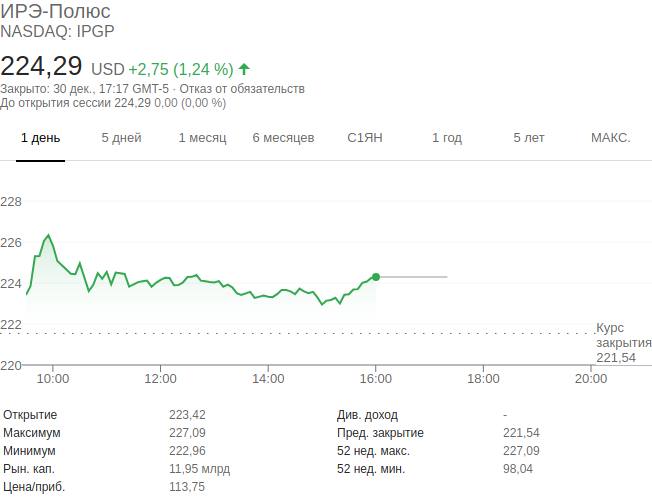 ИРЭ-Полюс
NASDAQ: IPGP
224,29 USD +2,75 (1,24 %)
Закрыто: 30 дек., 17:17 GMT-5 · Отказ от обязательств
До открытия сессии 224,29 0,00 (0,00 %)
1 день 5 дней 1 месяц 6 месяцев С1ЯН 1 год 5 лет МАКС.
228
226
224
222
Курс
закрытия
221,54
220
10:00 12:00 14:00 16:00 18:00 20:00
Открытие 223,42 Див. доход -
Максимум 227,09 Пред. закрытие 221,54
Минимум 222,96 52 нед. макс. 227,09
Рын. кап. 11,95 млрд 52 нед. мин. 98,04
Цена/приб. 113,75